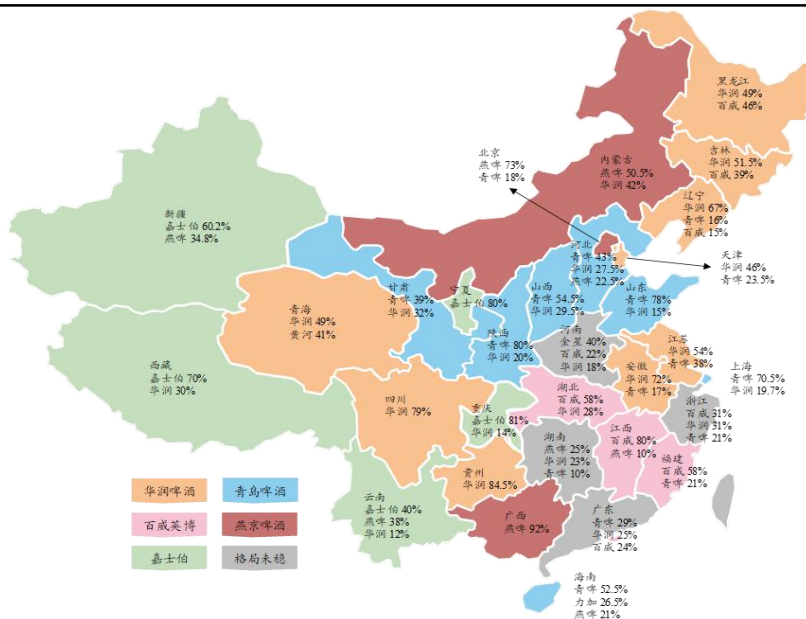 黑龙江
华润 49%
百威 46%
吉林
华润 51.5%
百威 39%
辽宁
华润 67%
青啤 16%
百威 15%
北京
燕啤 73%
青啤 18%
内蒙古
燕啤 50.5%
华润 42%
天津
华润 46%
青啤 23.5%
河北
青啤 43%
华润 27.5%
燕啤 22.5%
新疆
嘉士伯 60.2%
燕啤 34.8%
甘肃
青啤 39%
华润 32%
宁夏
嘉士伯 80%
山西
青啤 54.5%
华润 29.5%
山东
青啤 78%
华润 15%
青海
华润 49%
黄河 41%
陕西
青啤 80%
华润 20%
河南
金星 40%
百威 22%
华润 18%
江苏
华润 54%
青啤 38%
安徽
华润 72%
青啤 17%
上海
青啤 70.5%
华润 19.7%
西藏
嘉士伯 70%
华润 30%
四川
华润 79%
重庆
嘉士伯 81%
华润 14%
湖北
百威 58%
华润 28%
浙江
百威 31%
华润 31%
青啤 21%
湖南
燕啤 25%
华润 23%
青啤 10%
江西
百威 80%
燕啤 10%
福建
百威 58%
青啤 21%
贵州
华润 84.5%
云南
嘉士伯 40%
燕啤 38%
华润 12%
广西
燕啤 92%
广东
青啤 29%
华润 25%
百威 24%
海南
青啤 52.5%
力加 26.5%
燕啤 21%
华润啤酒
青岛啤酒
百威英博
燕京啤酒
嘉士伯
格局未稳